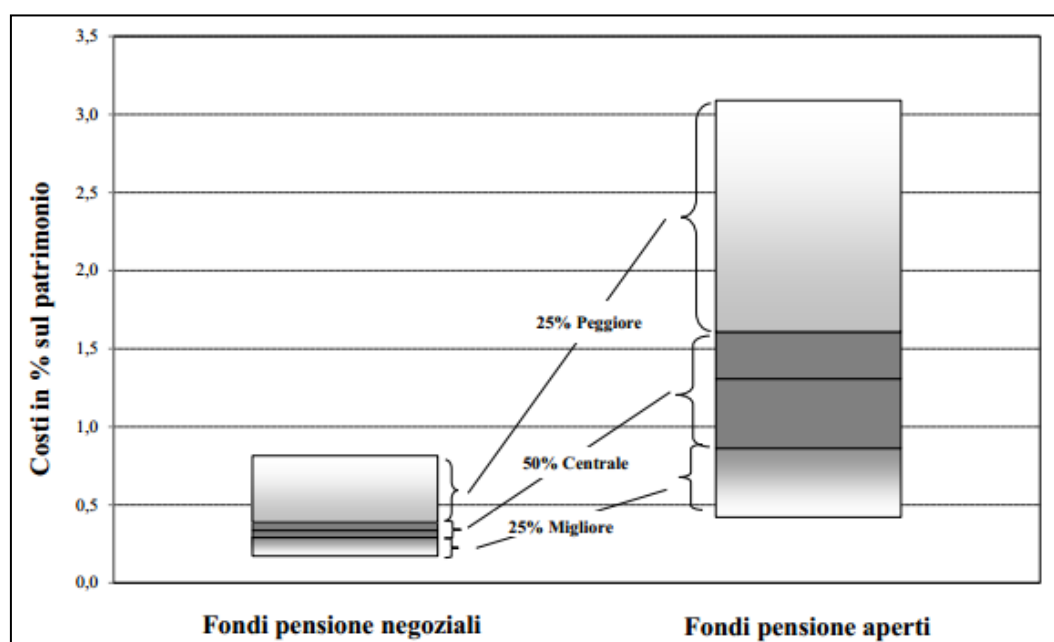 Costi in % sul patrimonio
3,5
3,0
2,5
2,0
1,5
1,0
0,5
0,0
25% Peggiore
50% Centrale
25% Migliore
Fondi pensione negoziali
Fondi pensione aperti